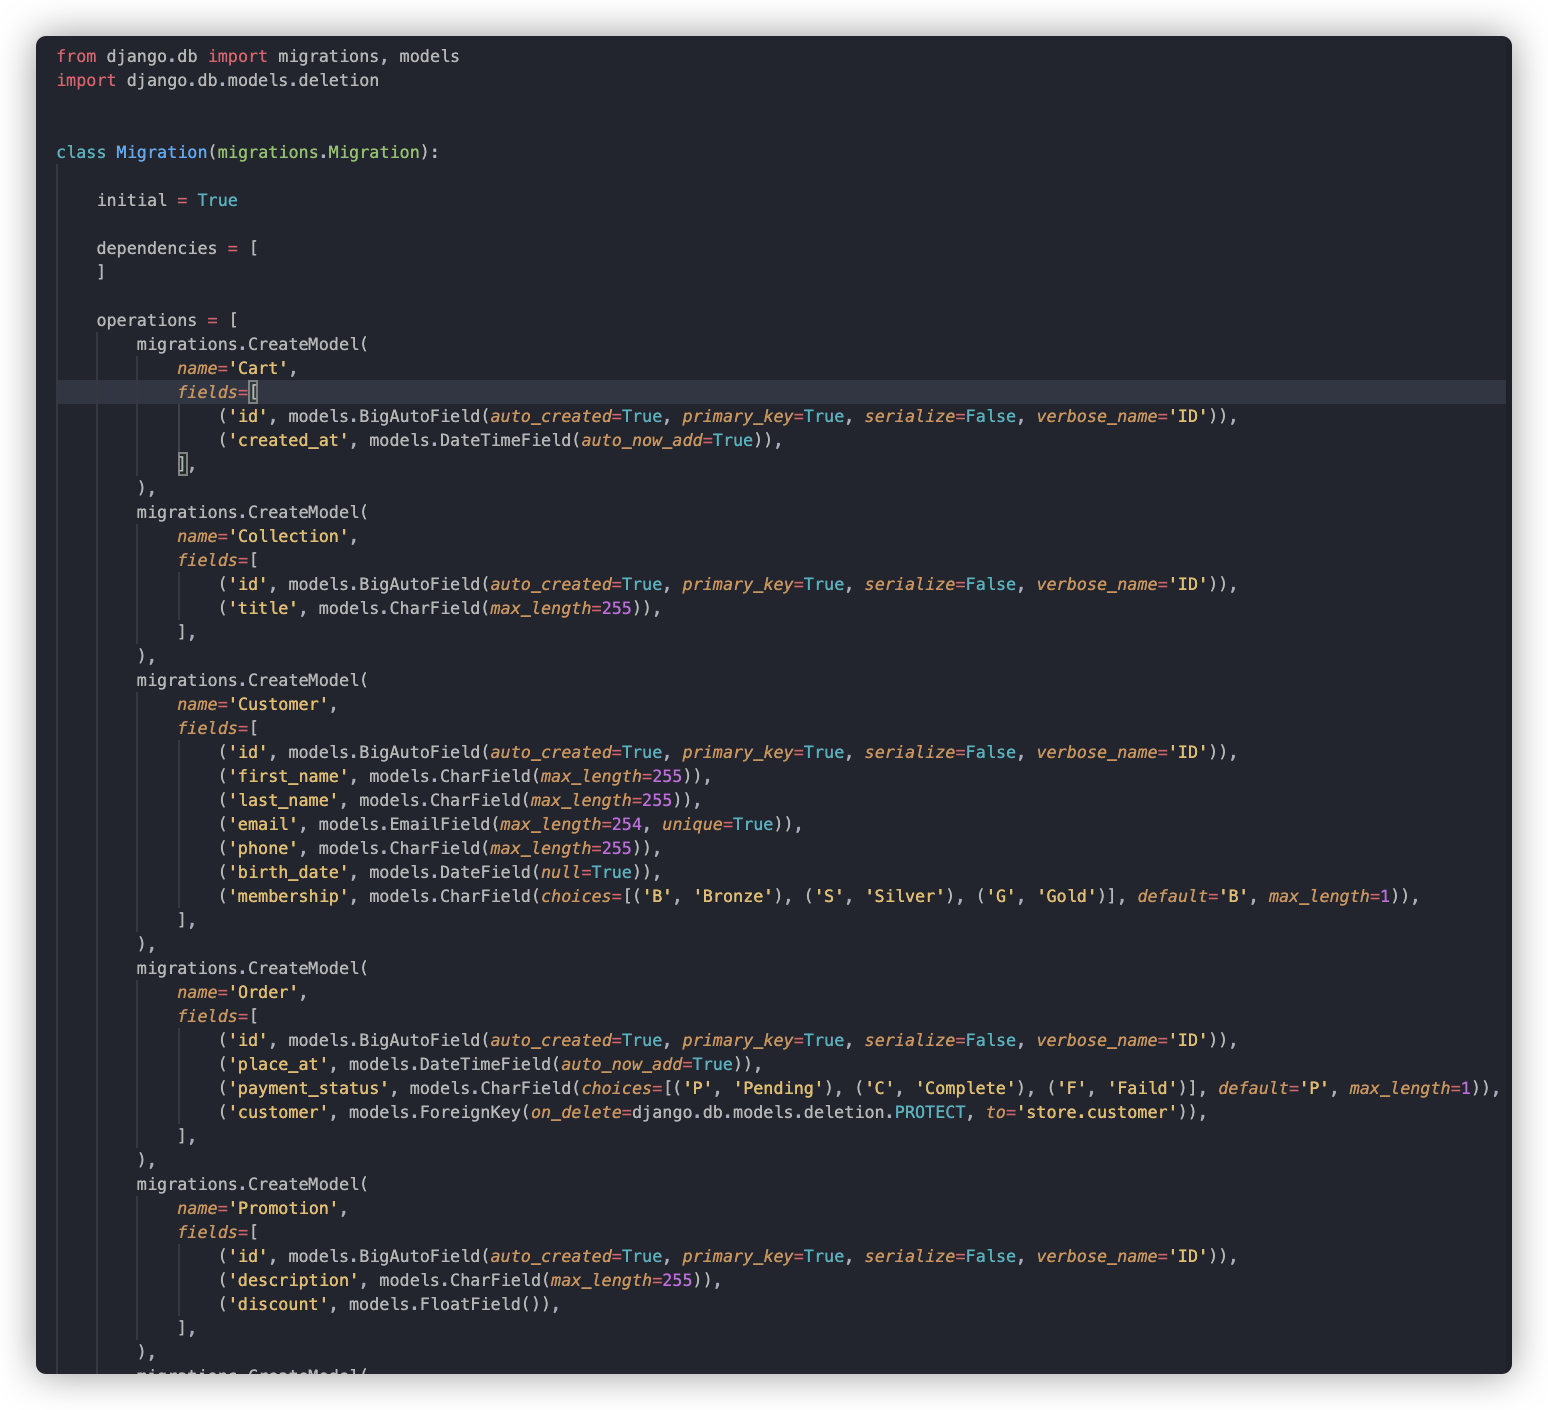 from django.db import migrations, models
import django.db.models.deletion
class Migration(migrations.Migration):
initial = True
dependencies = [
]
operations = [
migrations.CreateModel(
name='Cart',
fields=[
('id', models.BigAutoField(auto_created=True, primary_key=True, serialize=False, verbose_name='ID')),
('created_at', models.DateTimeField(auto_now_add=True)),
],
),
migrations.CreateModel(
name='Collection',
fields=[
('id', models.BigAutoField(auto_created=True, primary_key=True, serialize=False, verbose_name='ID')),
('title', models.CharField(max_length=255)),
],
),
migrations.CreateModel(
name='Customer',
fields=[
('id', models.BigAutoField(auto_created=True, primary_key=True, serialize=False, verbose_name='ID')),
('first_name', models.CharField(max_length=255)),
('last_name', models.CharField(max_length=255)),
('email', models.EmailField(max_length=254, unique=True)),
('phone', models.CharField(max_length=255)),
('birth_date', models.DateField(null=True)),
('membership', models.CharField(choices=[('B', 'Bronze'), ('S', 'Silver'), ('G', 'Gold')], default='B', max_length=1)),
],
),
migrations.CreateModel(
name='Order',
fields=[
('id', models.BigAutoField(auto_created=True, primary_key=True, serialize=False, verbose_name='ID')),
('place_at', models.DateTimeField(auto_now_add=True)),
('payment_status', models.CharField(choices=[('P', 'Pending'), ('C', 'Complete'), ('F', 'Faild')], default='P', max_length=1)),
('customer', models.ForeignKey(on_delete=django.db.models.deletion.PROTECT, to='store.customer')),
],
),
migrations.CreateModel(
name='Promotion',
fields=[
('id', models.BigAutoField(auto_created=True, primary_key=True, serialize=False, verbose_name='ID')),
('description', models.CharField(max_length=255)),
('discount', models.FloatField()),
],
),
migrations.CreateModel(